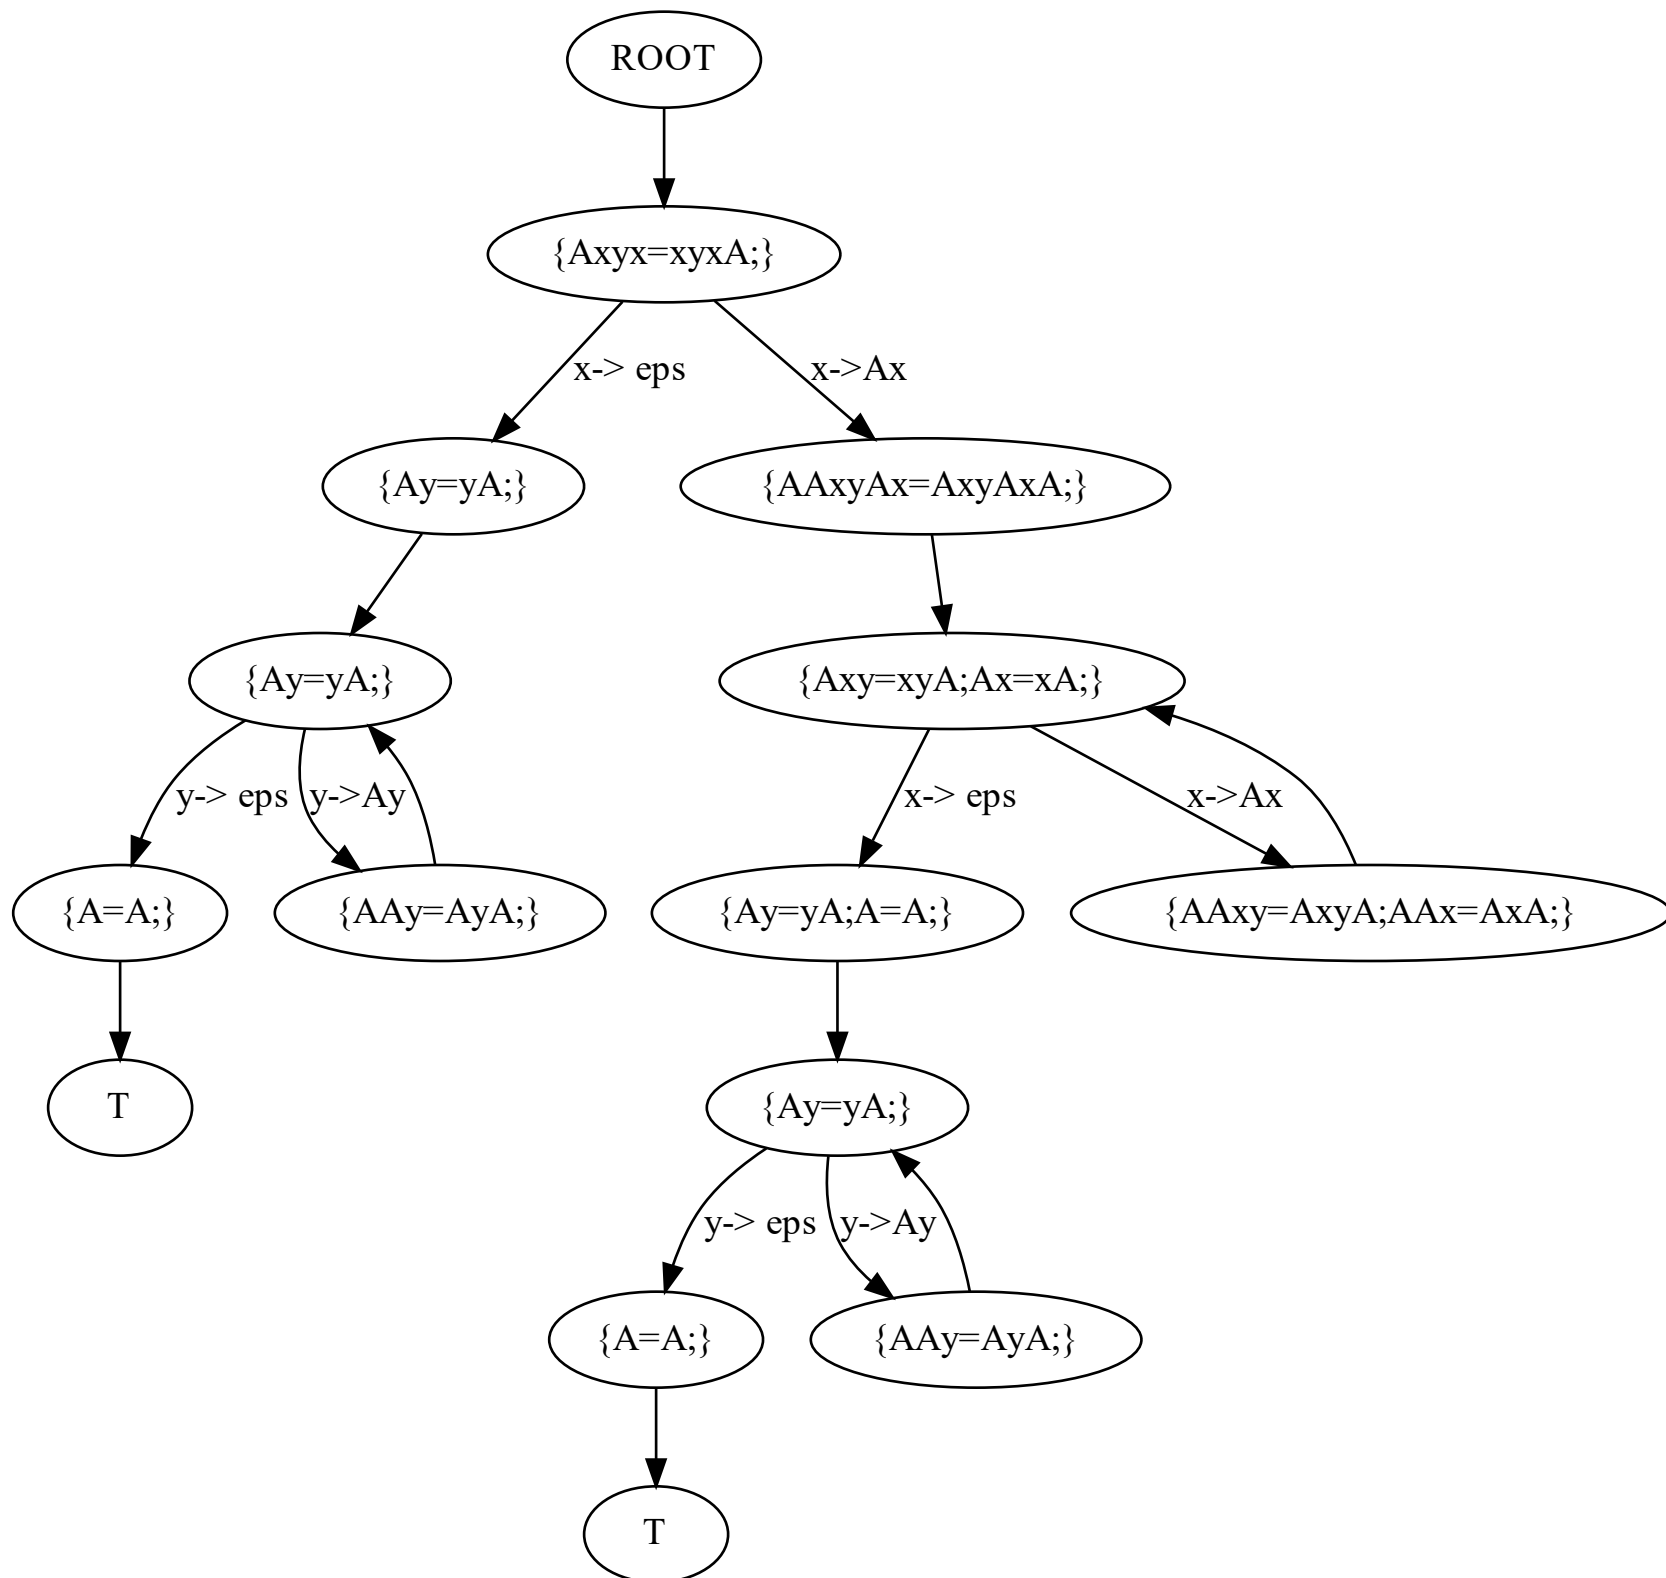 ROOT
{Axyx=xyxA;}
x-> eps
x->Ax
{Ay=yA;}
{AAxyAx=AxyAxA;}
{Ay=yA;}
{Axy=xyA;Ax=xA;}
y-> eps
y->Ay
x-> eps
x->Ax
{A=A;}
{AAy=AyA;}
{Ay=yA;A=A;}
{AAxy=AxyA;AAx=AxA;}
T
{Ay=yA;}
y-> eps
y->Ay
{A=A;}
{AAy=AyA;}
T